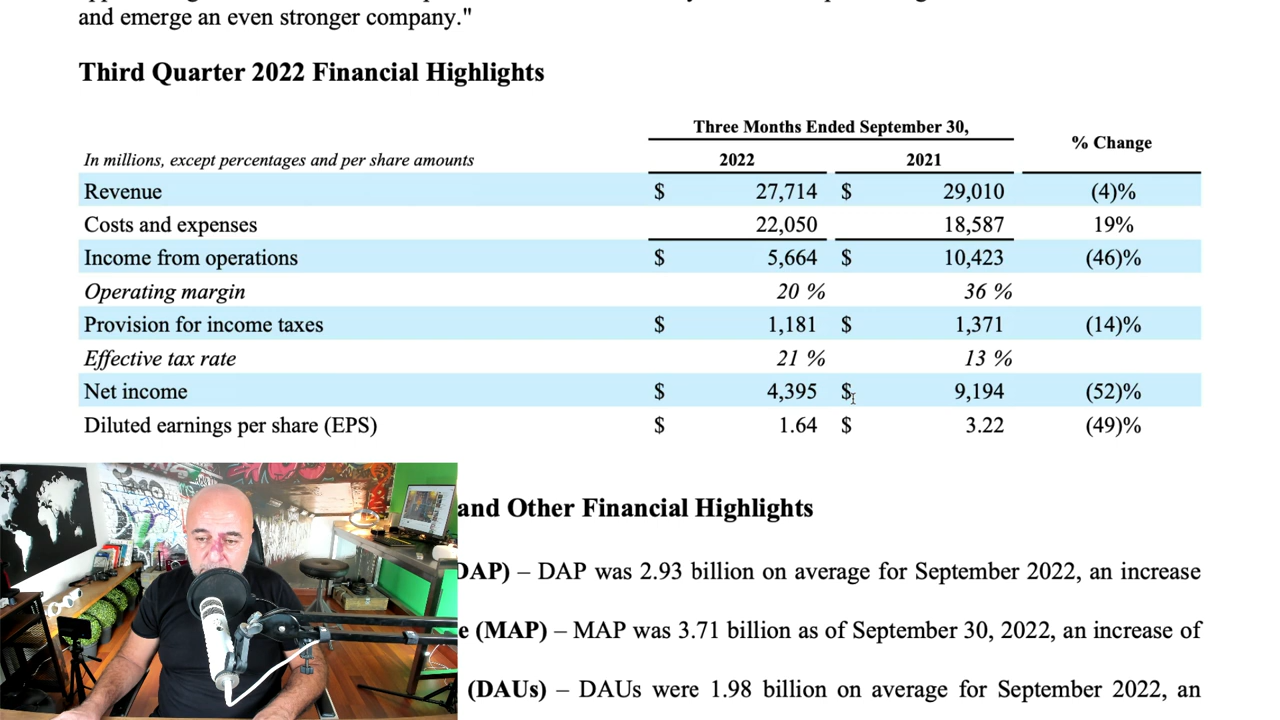 and emerge an even stronger company."
Third Quarter 2022 Financial Highlights
Three Months Ended September 30,
% Change
In millions, except percentages and per share amounts 2022 2021
Revenue $ 27,714 $ 29,010 (4)%
Costs and expenses 22,050 18,587 19%
Income from operations $ 5,664 $ 10,423 (46)%
Operating margin 20 % 36 %
Provision for income taxes $ 1,181 $ 1,371 (14)%
Effective tax rate 21 % 13 %
Net income $ 4,395 $ 9,194 (52)%
Diluted earnings per share (EPS) $ 1.64 $ 3.22 (49)%
and Other Financial Highlights
DAP) – DAP was 2.93 billion on average for September 2022, an increase
e (MAP) – MAP was 3.71 billion as of September 30, 2022, an increase of
(DAUs) – DAUs were 1.98 billion on average for September 2022, an